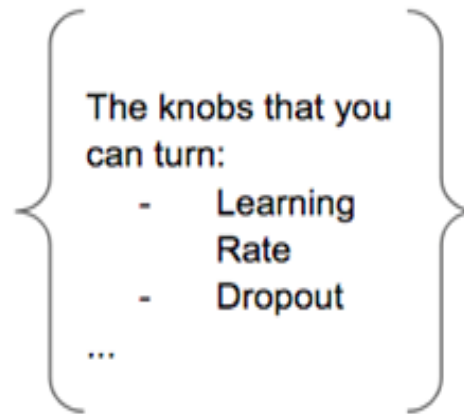 The knobs that you
can turn:
- Learning
Rate
- Dropout
...